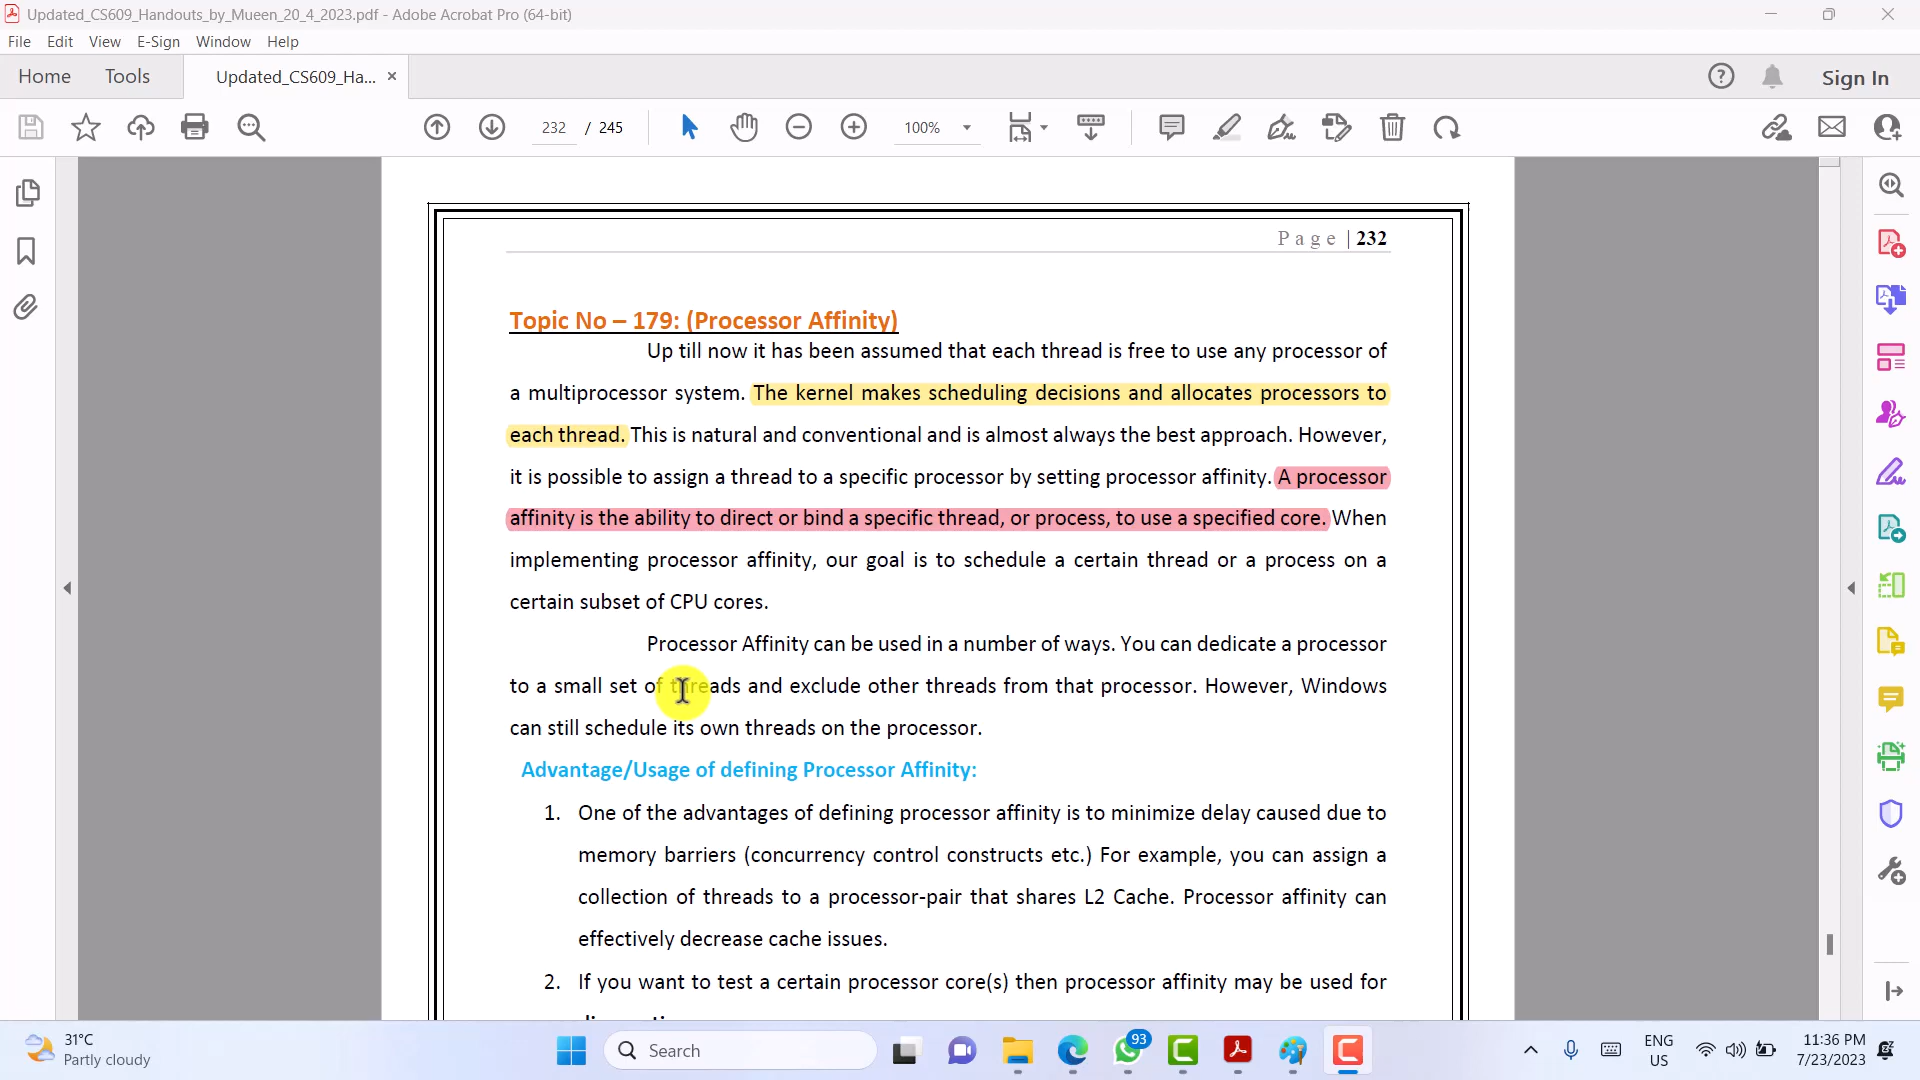 Updated_CS609_Handouts_by_Mueen_20_4_2023.pdf - Adobe Acrobat Pro (64-bit)
File Edit View E-Sign Window Help
Home Tools Updated_CS609_Ha... × Sign In
232 / 245 100%
Page | 232
Topic No – 179: (Processor Affinity)
Up till now it has been assumed that each thread is free to use any processor of
a multiprocessor system. The kernel makes scheduling decisions and allocates processors to
each thread. This is natural and conventional and is almost always the best approach. However,
it is possible to assign a thread to a specific processor by setting processor affinity. A processor
affinity is the ability to direct or bind a specific thread, or process, to use a specified core. When
implementing processor affinity, our goal is to schedule a certain thread or a process on a
certain subset of CPU cores.
Processor Affinity can be used in a number of ways. You can dedicate a processor
to a small set of threads and exclude other threads from that processor. However, Windows
can still schedule its own threads on the processor.
Advantage/Usage of defining Processor Affinity:
1. One of the advantages of defining processor affinity is to minimize delay caused due to
memory barriers (concurrency control constructs etc.) For example, you can assign a
collection of threads to a processor-pair that shares L2 Cache. Processor affinity can
effectively decrease cache issues.
2. If you want to test a certain processor core(s) then processor affinity may be used for
31°C
Partly cloudy
Search
93
ENG
US
11:36 PM
7/23/2023